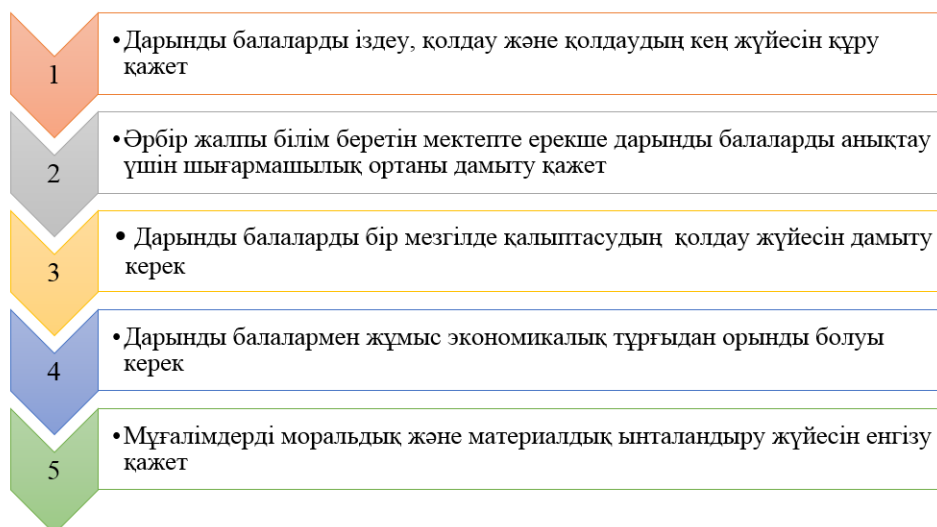 1
•Дарынды балаларды іздеу, қолдау және қолдаудың кең жүйесін құру
қажет
2
•Әрбір жалпы білім беретін мектепте ерекше дарынды балаларды анықтау
үшін шығармашылық ортаны дамыту қажет
3
• Дарынды балаларды бір мезгілде қалыптасудың қолдау жүйесін дамыту
керек
4
•Дарынды балалармен жұмыс экономикалық тұрғыдан орынды болуы
керек
5
•Мұғалімдерді моральдық және материалдық ынталандыру жүйесін енгізу
қажет